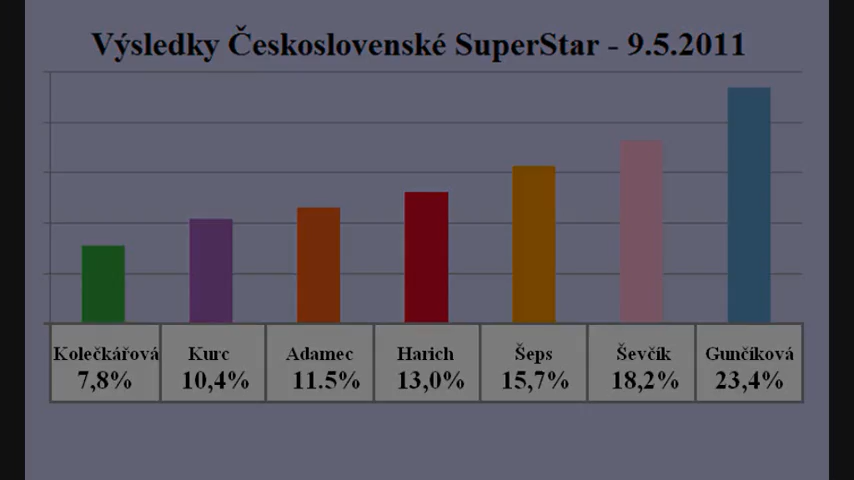 Výsledky Československé SuperStar - 9.5.2011
Kolečkářová Kurc Adamec Harich Šeps Ševčík Gunčíková
7,8% 10,4% 11.5% 13,0% 15,7% 18,2% 23,4%